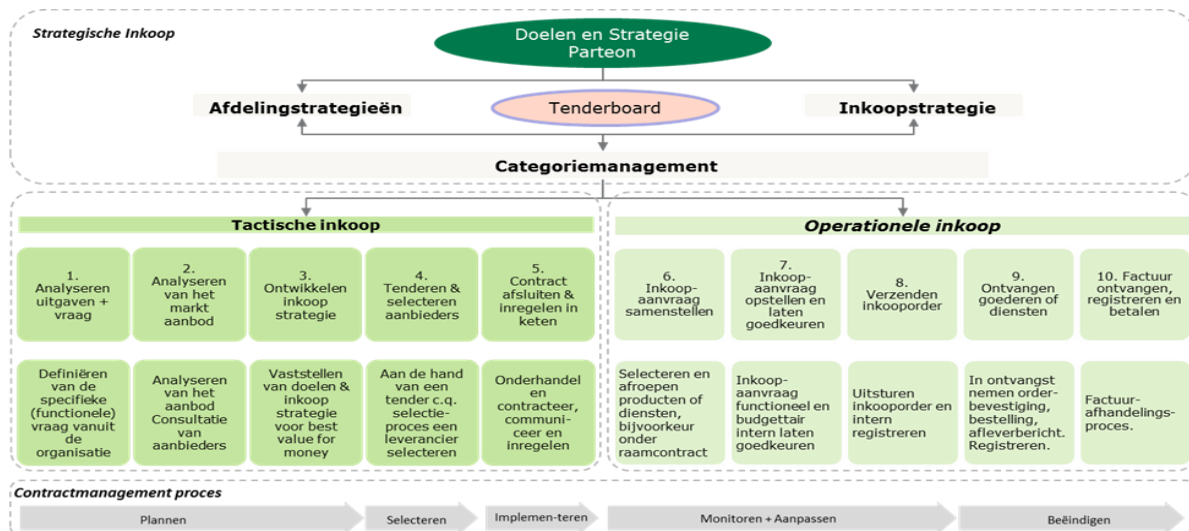 Strategische Inkoop
Doelen en Strategie
Parteon
Afdelingstrategieën
Tenderboard
Inkoopstrategie
Categoriemanagement
Tactische inkoop
Operationele inkoop
1.
Analyseren
uitgaven +
vraag
2.
Analyseren
van het
markt
aanbod
3.
Ontwikkelen
inkoop
strategie
4.
Tenderen &
selecteren
aanbieders
5.
Contract
afsluiten &
inregelen in
keten
6.
Inkoop-
aanvraag
samenstellen
7.
Inkoop-
aanvraag
opstellen en
laten
goedkeuren
8.
Verzenden
inkooporder
9.
Ontvangen
goederen of
diensten
10. Factuur
ontvangen,
registreren en
betalen
Definiëren
van de
specifieke
(functionele)
vraag vanuit
de
organisatie
Analyseren
van het
aanbod
Consultatie
van
aanbieders
Vaststellen
van doelen &
inkoop
strategie
voor best
value for
money
Aan de hand
van een
tender c.q.
selectie-
proces een
leverancier
selecteren
Onderhandel
en
contracteer,
communi-
ceer en
inregelen
Selecteren en
afroepen
producten of
diensten,
bijvoorkeur
onder
raamcontract
Inkoop-
aanvraag
functioneel en
budgettair
intern laten
goedkeuren
Uitsturen
inkooporder en
intern
registreren
In ontvangst
nemen order-
bevestiging,
bestelling,
afleverbericht.
Registreren.
Factuur-
afhandelings-
proces.
Contractmanagement proces
Plannen
Selecteren
Implemen-teren
Monitoren + Aanpassen
Beëindigen